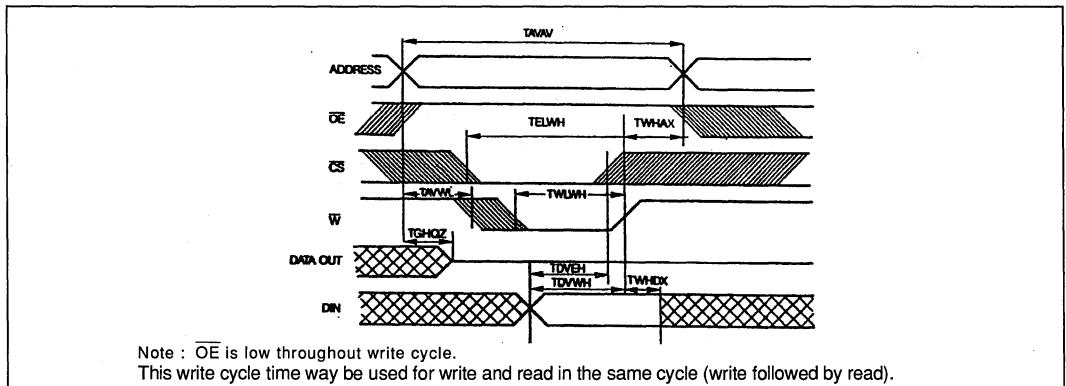 TAVAV
ADDRESS
OE
TELWH
TWHAX
CS
TAVWL
TWLWH
W
TGHQZ
DATA OUT
TDVEH
TDVWH
TWHDX
DIN
Note : OE is low throughout write cycle.
This write cycle time way be used for write and read in the same cycle (write followed by read).